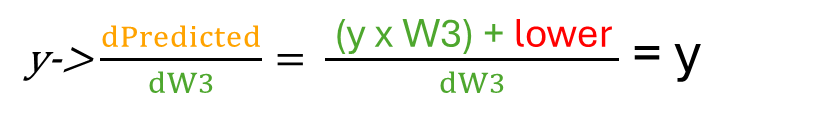 y-> dPredicted / dW3 = (y x W3) + lower / dW3 = y